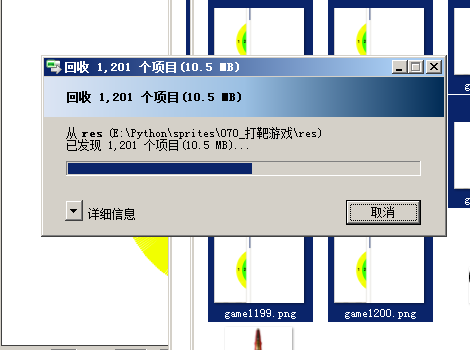 回收 1,201 个项目(10.5 MB)
回收 1,201 个项目(10.5 MB)
从 res (E:\Python\sprites\070_打靶游戏\res)
已发现 1,201 个项目(10.5 MB)...
详细信息
取消
game1199.png
game1200.png